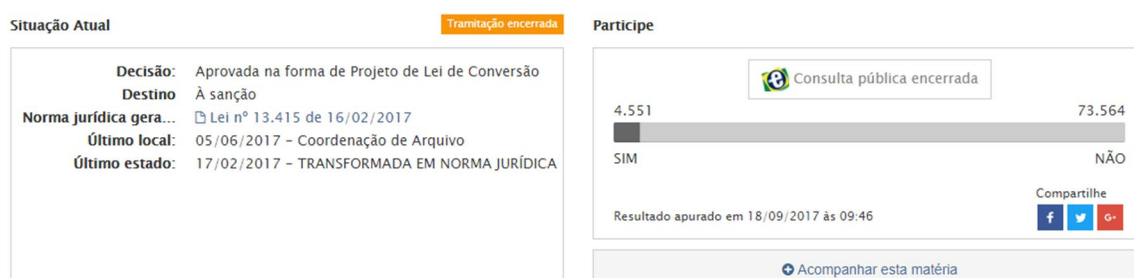 Situação Atual
Tramitação encerrada
Decisão: Aprovada na forma de Projeto de Lei de Conversão
Destino À sanção
Norma jurídica gera... Lei nº 13.415 de 16/02/2017
Último local: 05/06/2017 – Coordenação de Arquivo
Último estado: 17/02/2017 – TRANSFORMADA EM NORMA JURÍDICA
Participe
e Consulta pública encerrada
4.551 73.564
SIM NÃO
Compartilhe
Resultado apurado em 18/09/2017 às 09:46
f G+
Acompanhar esta matéria